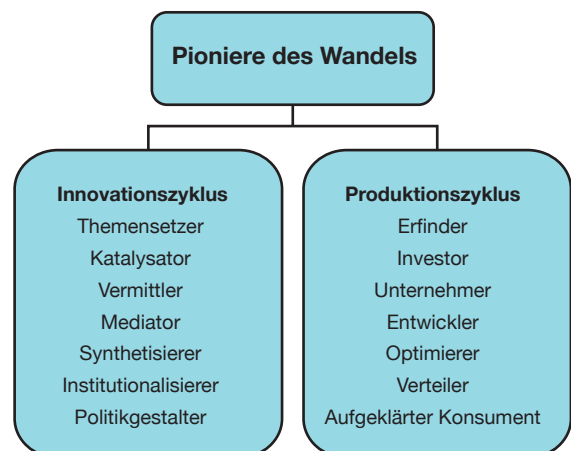 Pioniere des Wandels
Innovationszyklus
Themensetzer
Katalysator
Vermittler
Mediator
Synthetisierer
Institutionalisierer
Politikgestalter
Produktionszyklus
Erfinder
Investor
Unternehmer
Entwickler
Optimierer
Verteiler
Aufgeklärter Konsument